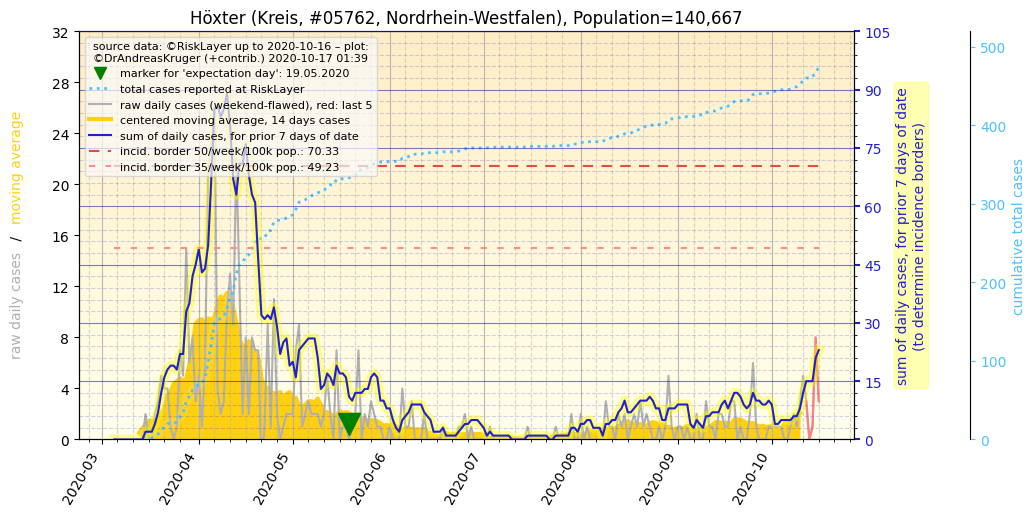 Höxter (Kreis, #05762, Nordrhein-Westfalen), Population=140,667
source data: ©RiskLayer up to 2020-10-16 – plot:
©DrAndreasKruger (+contrib.) 2020-10-17 01:39
marker for 'expectation day': 19.05.2020
total cases reported at RiskLayer
raw daily cases (weekend-flawed), red: last 5
centered moving average, 14 days cases
sum of daily cases, for prior 7 days of date
incid. border 50/week/100k pop.: 70.33
incid. border 35/week/100k pop.: 49.23
raw daily cases / moving average
32
28
24
20
16
12
8
4
0
2020-03
2020-04
2020-05
2020-06
2020-07
2020-08
2020-09
2020-10
105
90
75
60
45
30
15
0
sum of daily cases, for prior 7 days of date
(to determine incidence borders)
500
400
300
200
100
0
cumulative total cases